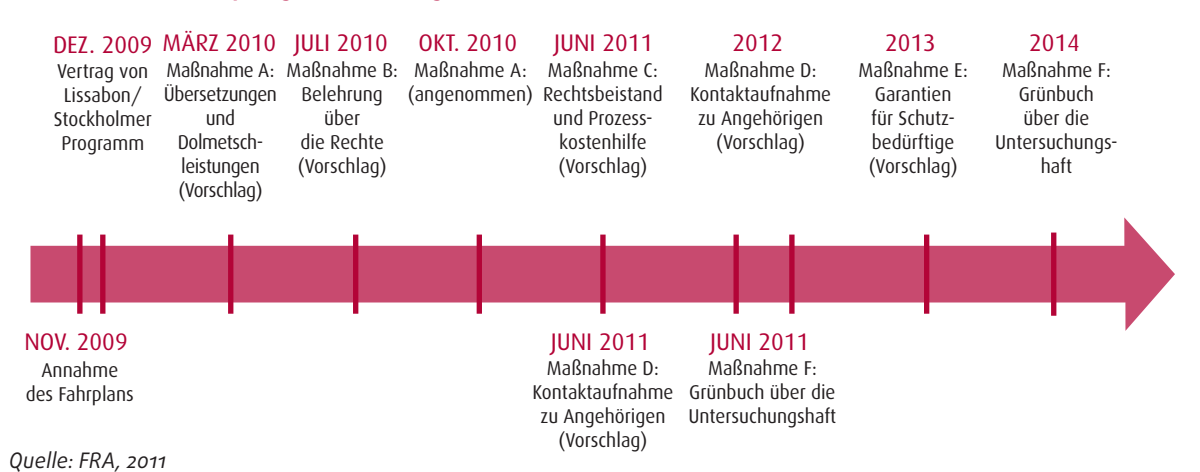 DEZ. 2009
Vertrag von
Lissabon/
Stockholmer
Programm
MÄRZ 2010
Maßnahme A:
Übersetzungen
und
Dolmetsch-
leistungen
(Vorschlag)
JULI 2010
Maßnahme B:
Belehrung
über
die Rechte
(Vorschlag)
OKT. 2010
Maßnahme A:
(angenommen)
JUNI 2011
Maßnahme C:
Rechtsbeistand
und Prozess-
kostenhilfe
(Vorschlag)
2012
Maßnahme D:
Kontaktaufnahme
zu Angehörigen
(Vorschlag)
2013
Maßnahme E:
Garantien
für Schutz-
bedürftige
(Vorschlag)
2014
Maßnahme F:
Grünbuch
über die
Untersuchungs-
haft
NOV. 2009
Annahme
des Fahrplans
JUNI 2011
Maßnahme D:
Kontaktaufnahme
zu Angehörigen
(Vorschlag)
JUNI 2011
Maßnahme F:
Grünbuch über die
Untersuchungshaft
Quelle: FRA, 2011